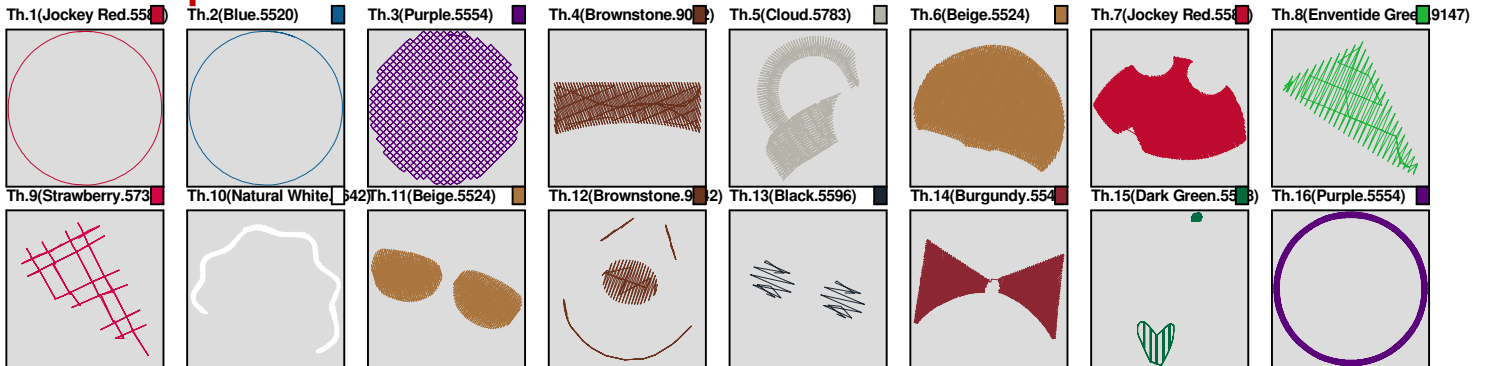 Th.1(Jockey Red.558
Th.2(Blue.5520)
Th.3(Purple.5554)
Th.4(Brownstone.90 2)
Th.5(Cloud.5783)
Th.6(Beige.5524)
Th.7(Jockey Red.558
Th.8(Enventide Gree 9147)
Th.9(Strawberry.573
Th.10(Natural White. 642)
Th.11(Beige.5524)
Th.12(Brownstone.9 2)
Th.13(Black.5596)
Th.14(Burgundy.554
Th.15(Dark Green.55 3)
Th.16(Purple.5554)